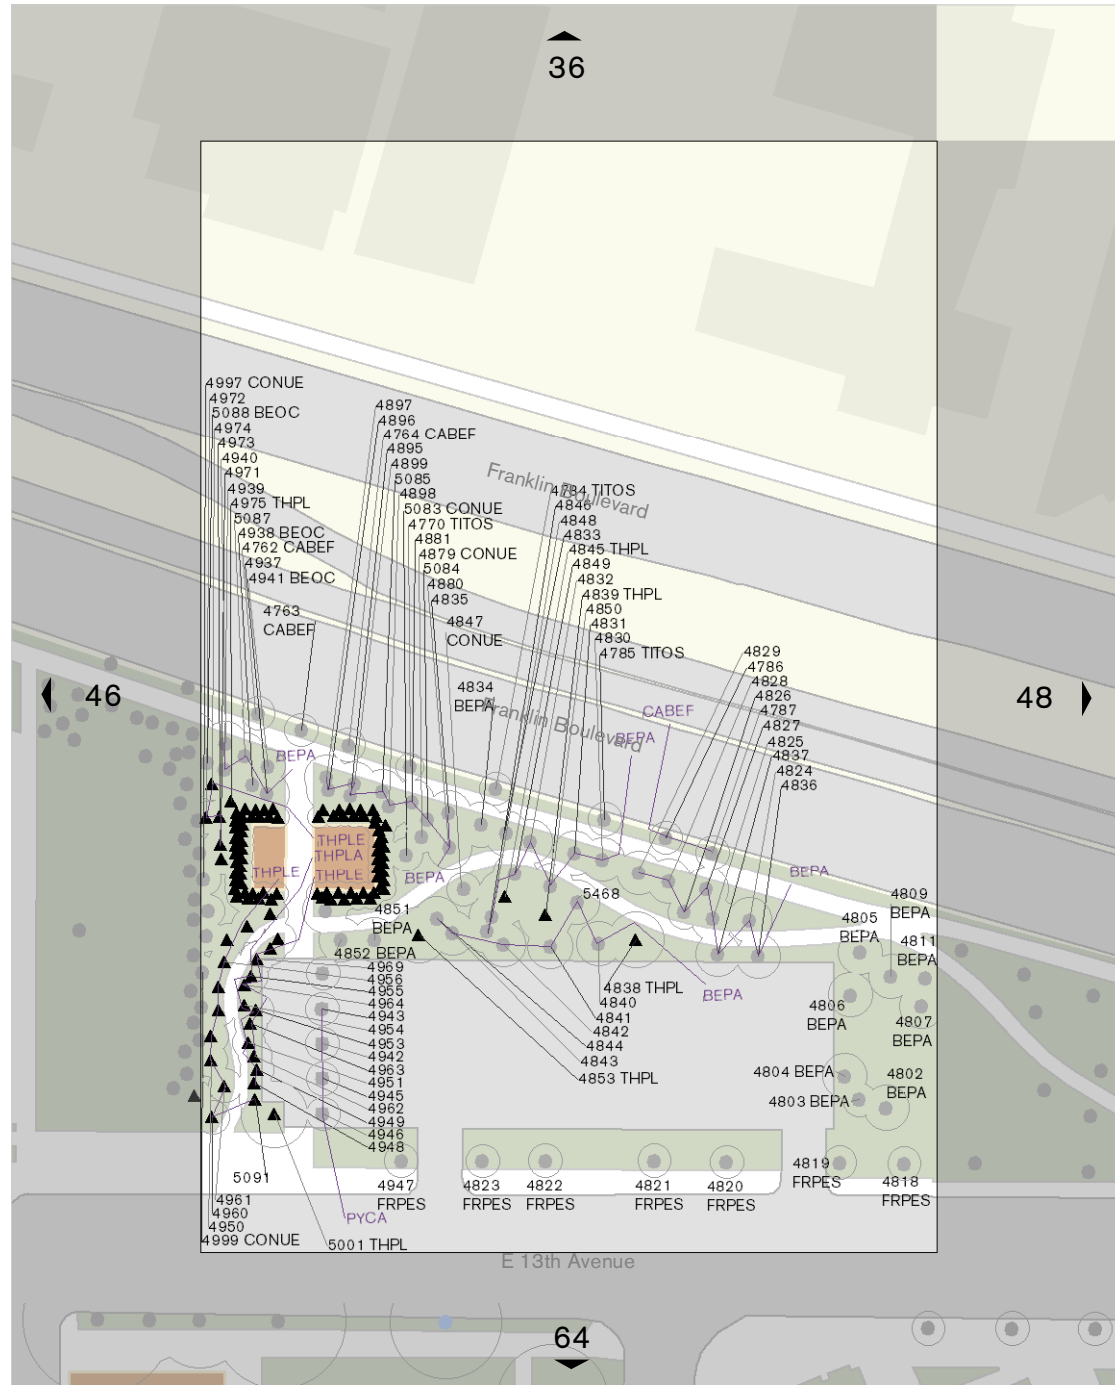 36
4997 CONUE
4972
5088 BEOC
4974
4973
4940
4971
4939
4975 THPL
5087
4938 BEOC
4762 CABEF
4937
4941 BEOC
4763
CABEF
4897
4896
4764 CABEF
4895
4899
5085
4898
5083 CONUE
4770 TITOS
4881
4879 CONUE
5084
4880
4835
4847
CONUE
4834
BEPA
Franklin Boulevard
4784 TITOS
4846
4848
4833
4845 THPL
4849
4832
4839 THPL
4850
4831
4830
4785 TITOS
4829
4786
4828
4826
4787
4827
4825
4837
4824
4836
46
48
CABEF
BEPA
Franklin Boulevard
BEPA
THPLE
THPLA
THPLE
THPLE
BEPA
5468
BEPA
4809
BEPA
4805
BEPA
4811
BEPA
4851
BEPA
4852 BEPA
4969
4956
4955
4964
4943
4954
4953
4942
4963
4951
4945
4962
4949
4946
4948
4838 THPL
4840
4841
4842
4844
4843
4853 THPL
BEPA
4806
BEPA
4807
BEPA
4804 BEPA
4802
BEPA
4803 BEPA
5091
4961
4960
4950
4999 CONUE
5001 THPL
PYCA
4947
FRPES
4823
FRPES
4822
FRPES
4821
FRPES
4820
FRPES
4819
FRPES
4818
FRPES
E 13th Avenue
64